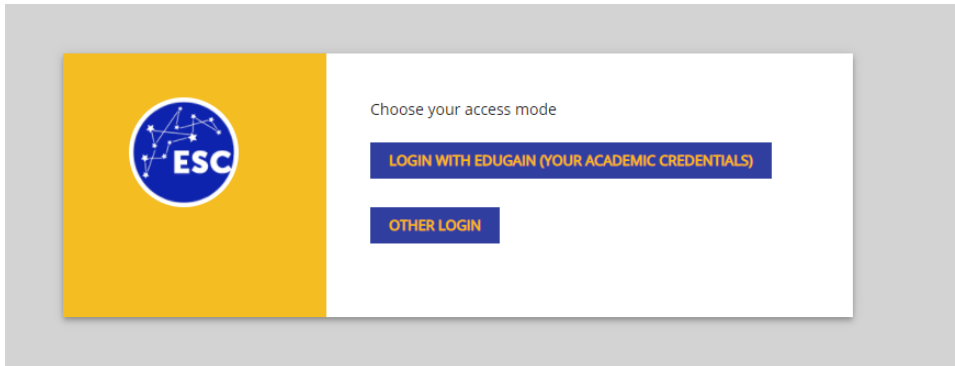 ESC
Choose your access mode
LOGIN WITH EDUGAIN (YOUR ACADEMIC CREDENTIALS)
OTHER LOGIN